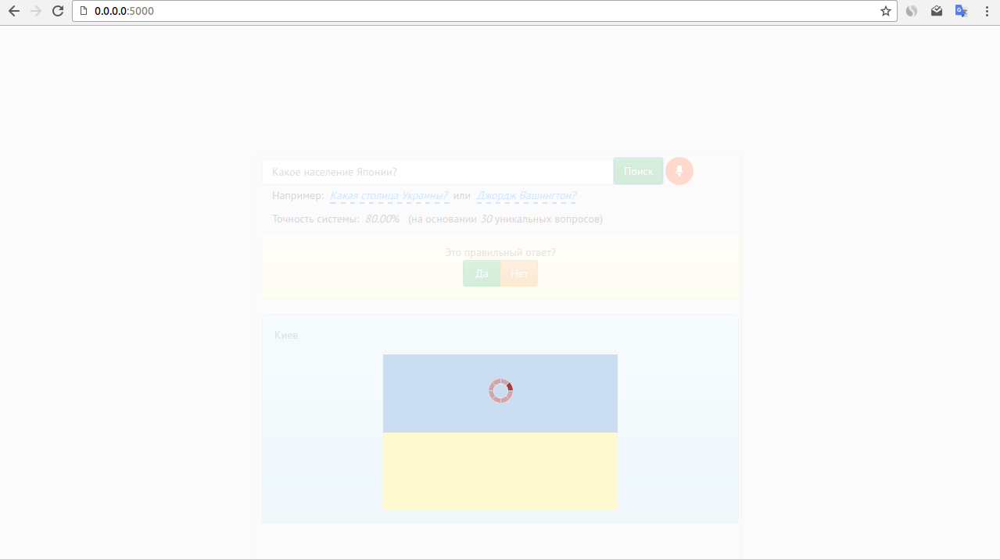 0.0.0.0:5000
Какое население Японии? Поиск
Например: Какая столица Украины? или Джордж Вашингтон?
Точность системы: 80.00% (на основании 30 уникальных вопросов)
Это правильный ответ?
Да Нет
Киев